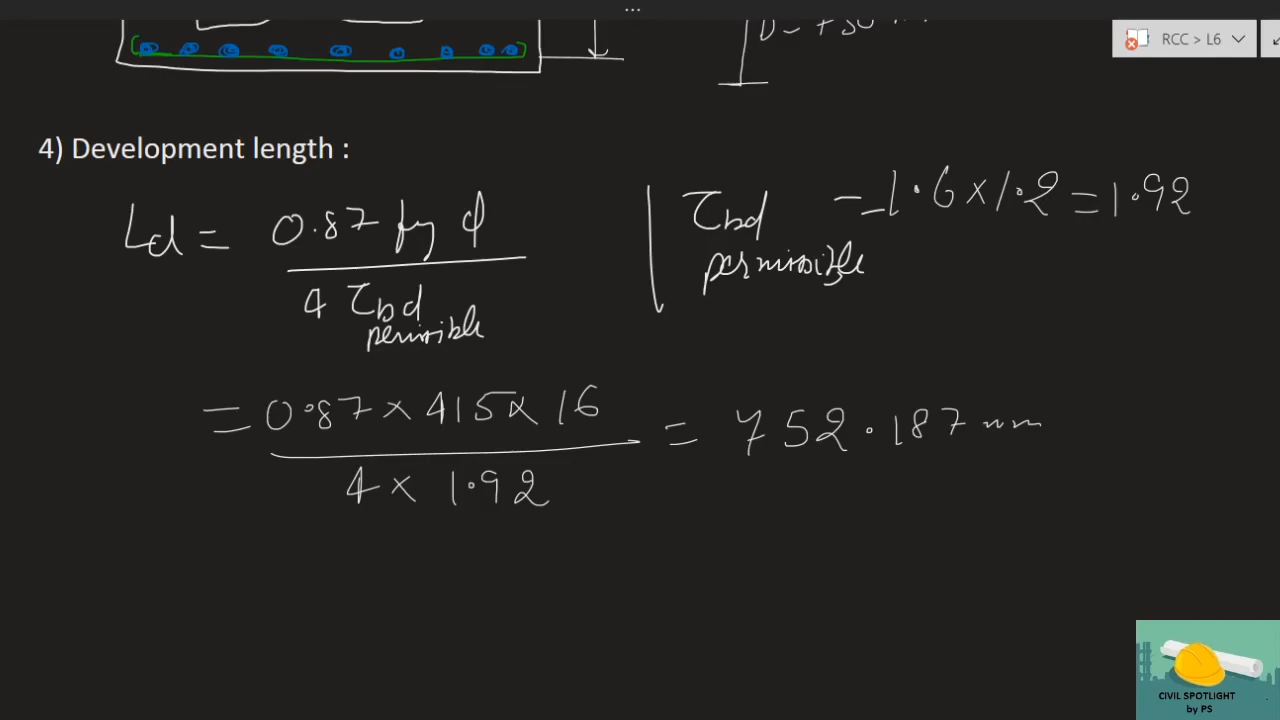 D = 750
RCC > L6
4) Development length :
Ld = 0.87 fy ϕ / 4 τbd permissible
τbd permissible = 1.6 × 1.2 = 1.92
= 0.87 × 415 × 16 / 4 × 1.92 = 752.187 mm
CIVIL SPOTLIGHT
by PS